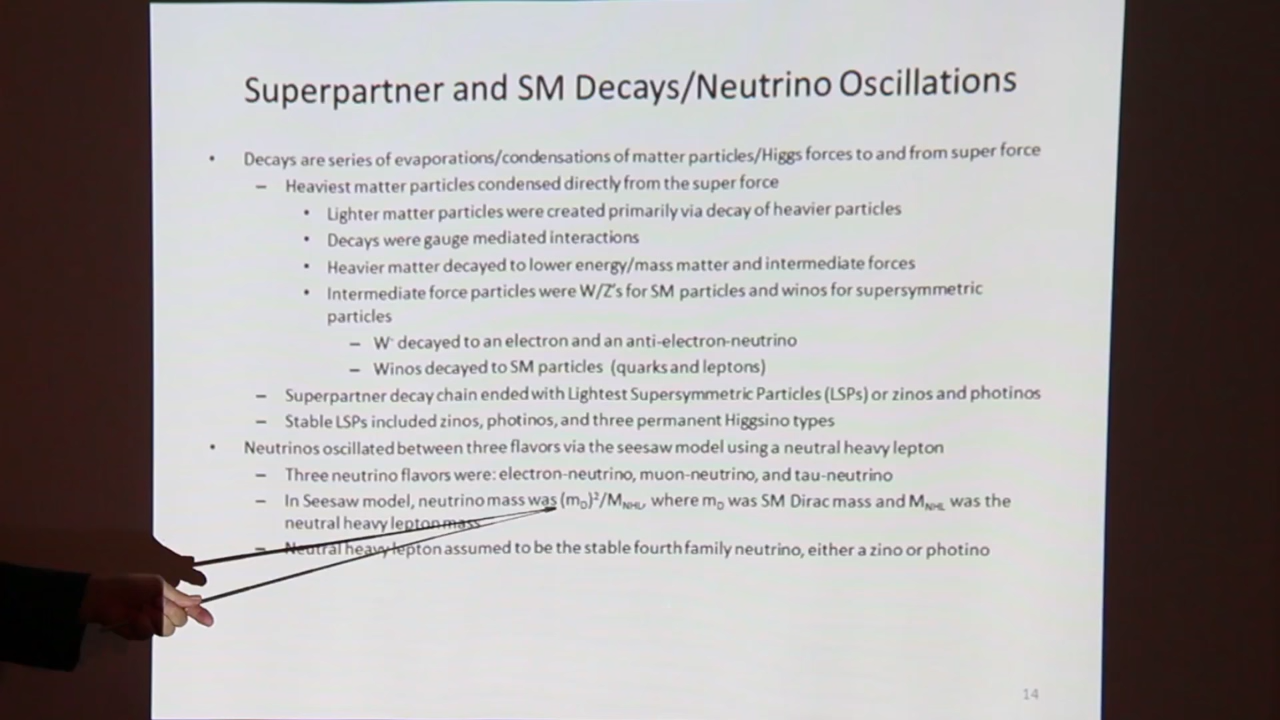 Superpartner and SM Decays/Neutrino Oscillations
• Decays are series of evaporations/condensations of matter particles/Higgs forces to and from super force
– Heaviest matter particles condensed directly from the super force
• Lighter matter particles were created primarily via decay of heavier particles
• Decays were gauge mediated interactions
• Heavier matter decayed to lower energy/mass matter and intermediate forces
• Intermediate force particles were W/Z's for SM particles and winos for supersymmetric
particles
– W⁻ decayed to an electron and an anti-electron-neutrino
– Winos decayed to SM particles (quarks and leptons)
– Superpartner decay chain ended with Lightest Supersymmetric Particles (LSPs) or zinos and photinos
– Stable LSPs included zinos, photinos, and three permanent Higgsino types
• Neutrinos oscillated between three flavors via the seesaw model using a neutral heavy lepton
– Three neutrino flavors were: electron-neutrino, muon-neutrino, and tau-neutrino
– In Seesaw model, neutrino mass was (m_D)²/M_NHL, where m_D was SM Dirac mass and M_NHL was the
neutral heavy lepton mass
– Neutral heavy lepton assumed to be the stable fourth family neutrino, either a zino or photino
14